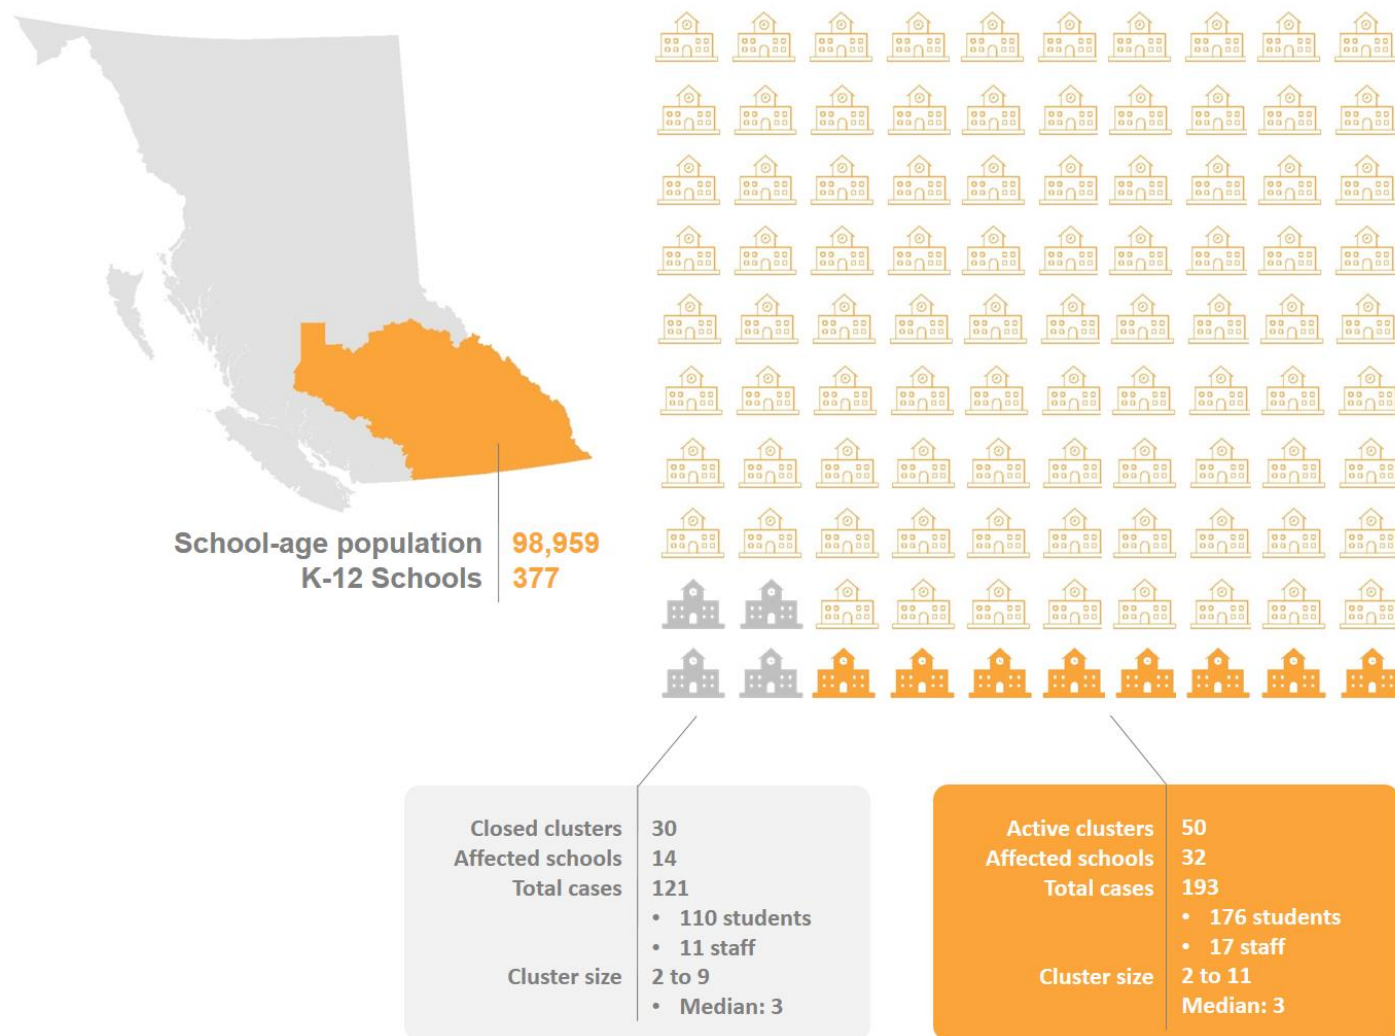 School-age population 98,959
K-12 Schools 377
Closed clusters 30
Affected schools 14
Total cases 121
• 110 students
• 11 staff
Cluster size 2 to 9
• Median: 3
Active clusters 50
Affected schools 32
Total cases 193
• 176 students
• 17 staff
Cluster size 2 to 11
Median: 3